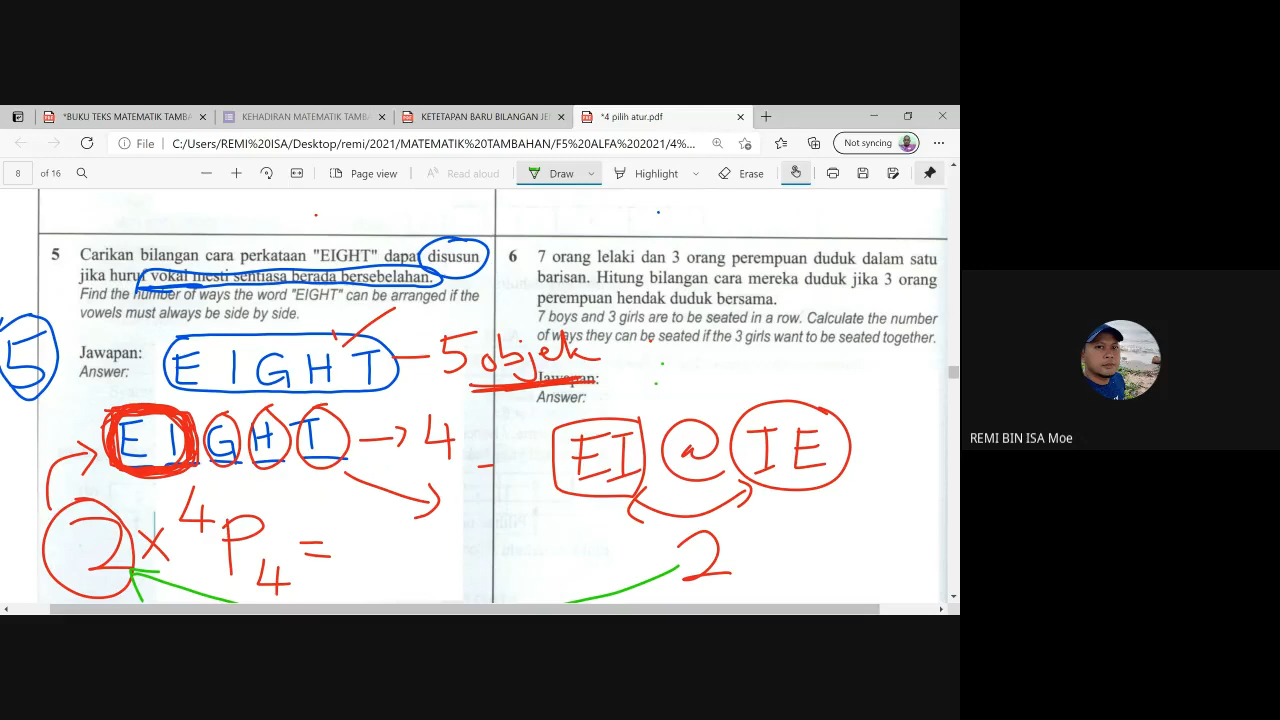 *BUKU TEKS MATEMATIK TAMBA
KEHADIRAN MATEMATIK TAMBA
KETETAPAN BARU BILANGAN JE
*4 pilih atur.pdf
File
C:/Users/REMI%20ISA/Desktop/remi/2021/MATEMATIK%20TAMBAHAN/F5%20ALFA%202021/4%...
Not syncing
8 of 16
Page view
Read aloud
Draw
Highlight
Erase
5 Carikan bilangan cara perkataan "EIGHT" dapat disusun
jika huruf vokal mesti sentiasa berada bersebelahan.
Find the number of ways the word "EIGHT" can be arranged if the
vowels must always be side by side.
5
Jawapan:
Answer:
E I G H T — 5 objek
E I G H T → 4
2 × 4P4 =
6 7 orang lelaki dan 3 orang perempuan duduk dalam satu
barisan. Hitung bilangan cara mereka duduk jika 3 orang
perempuan hendak duduk bersama.
7 boys and 3 girls are to be seated in a row. Calculate the number
of ways they can be seated if the 3 girls want to be seated together.
Jawapan:
Answer:
EI @ IE
2
REMI BIN ISA Moe